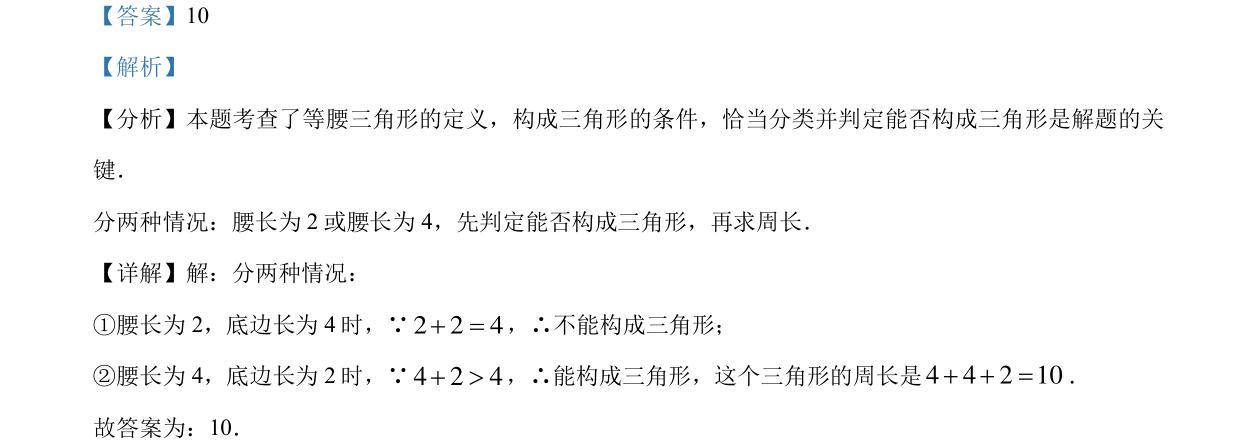 【答案】10
【解析】
【分析】本题考查了等腰三角形的定义，构成三角形的条件，恰当分类并判定能否构成三角形是解题的关
键．
分两种情况：腰长为 2 或腰长为 4，先判定能否构成三角形，再求周长．
【详解】解：分两种情况：
①腰长为 2，底边长为 4 时，∵2+2=4，∴不能构成三角形；
②腰长为 4，底边长为 2 时，∵4+2>4，∴能构成三角形，这个三角形的周长是4+4+2=10．
故答案为：10．